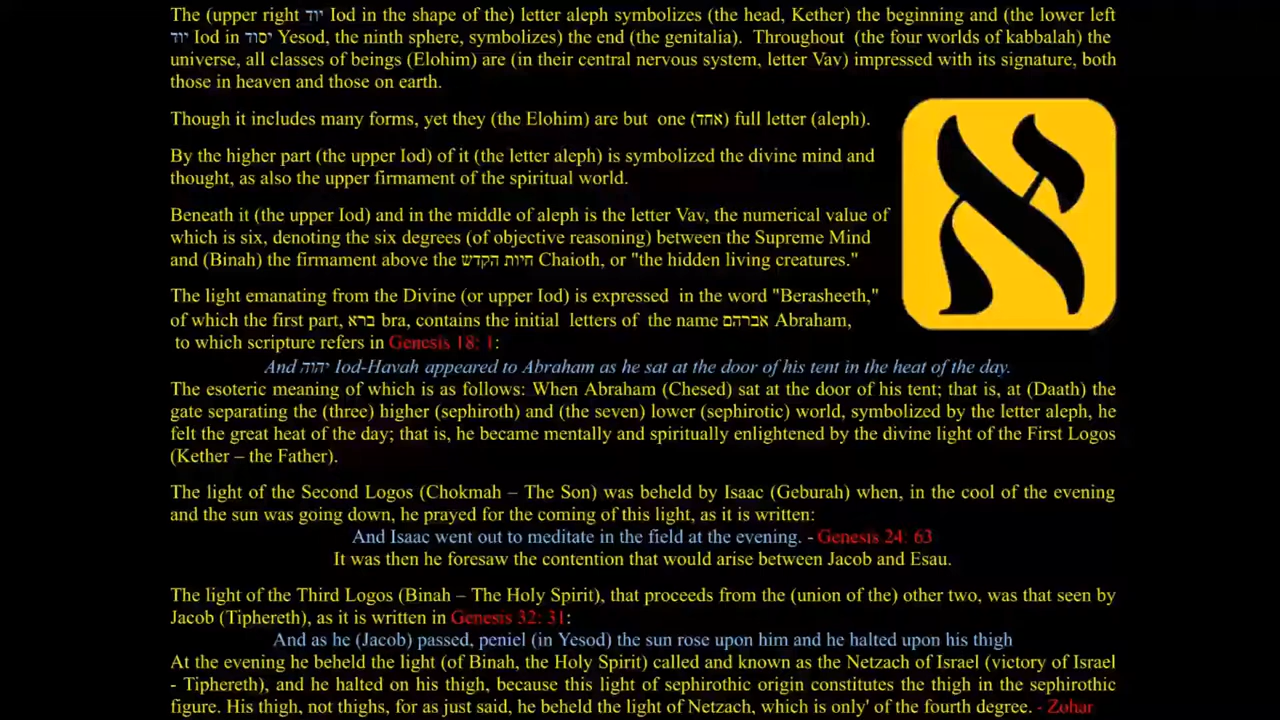 The (upper right יוד Iod in the shape of the) letter aleph symbolizes (the head, Kether) the beginning and (the lower left
יוד Iod in יסוד Yesod, the ninth sphere, symbolizes) the end (the genitalia). Throughout (the four worlds of kabbalah) the
universe, all classes of beings (Elohim) are (in their central nervous system, letter Vav) impressed with its signature, both
those in heaven and those on earth.
Though it includes many forms, yet they (the Elohim) are but one (אחד) full letter (aleph).
By the higher part (the upper Iod) of it (the letter aleph) is symbolized the divine mind and
thought, as also the upper firmament of the spiritual world.
Beneath it (the upper Iod) and in the middle of aleph is the letter Vav, the numerical value of
which is six, denoting the six degrees (of objective reasoning) between the Supreme Mind
and (Binah) the firmament above the חיות הקדש Chaioth, or "the hidden living creatures."
The light emanating from the Divine (or upper Iod) is expressed in the word "Berasheeth,"
of which the first part, ברא bra, contains the initial letters of the name אברהם Abraham,
to which scripture refers in Genesis 18: 1:
And יהוה Iod-Havah appeared to Abraham as he sat at the door of his tent in the heat of the day.
The esoteric meaning of which is as follows: When Abraham (Chesed) sat at the door of his tent; that is, at (Daath) the
gate separating the (three) higher (sephiroth) and (the seven) lower (sephirotic) world, symbolized by the letter aleph, he
felt the great heat of the day; that is, he became mentally and spiritually enlightened by the divine light of the First Logos
(Kether – the Father).
The light of the Second Logos (Chokmah – The Son) was beheld by Isaac (Geburah) when, in the cool of the evening
and the sun was going down, he prayed for the coming of this light, as it is written:
And Isaac went out to meditate in the field at the evening. - Genesis 24: 63
It was then he foresaw the contention that would arise between Jacob and Esau.
The light of the Third Logos (Binah – The Holy Spirit), that proceeds from the (union of the) other two, was that seen by
Jacob (Tiphereth), as it is written in Genesis 32: 31:
And as he (Jacob) passed, peniel (in Yesod) the sun rose upon him and he halted upon his thigh
At the evening he beheld the light (of Binah, the Holy Spirit) called and known as the Netzach of Israel (victory of Israel
- Tiphereth), and he halted on his thigh, because this light of sephirothic origin constitutes the thigh in the sephirothic
figure. His thigh, not thighs, for as just said, he beheld the light of Netzach, which is only' of the fourth degree. - Zohar
א